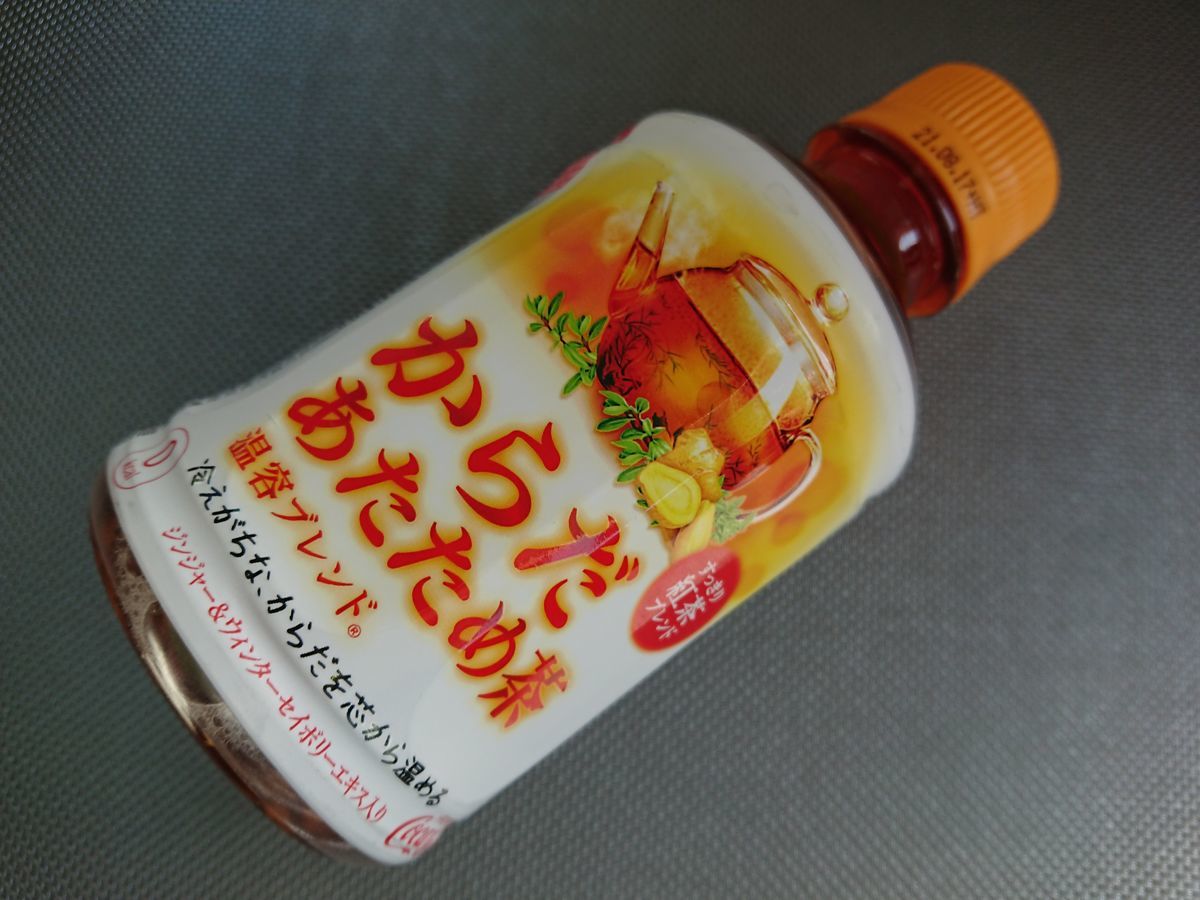 21.08.17
からだ
あたため茶
温容ブレンド®
すっきり
紅茶
ブレンド
冷えがちな、からだを芯から温める
ジンジャー&ウィンターセイボリーエキス入り